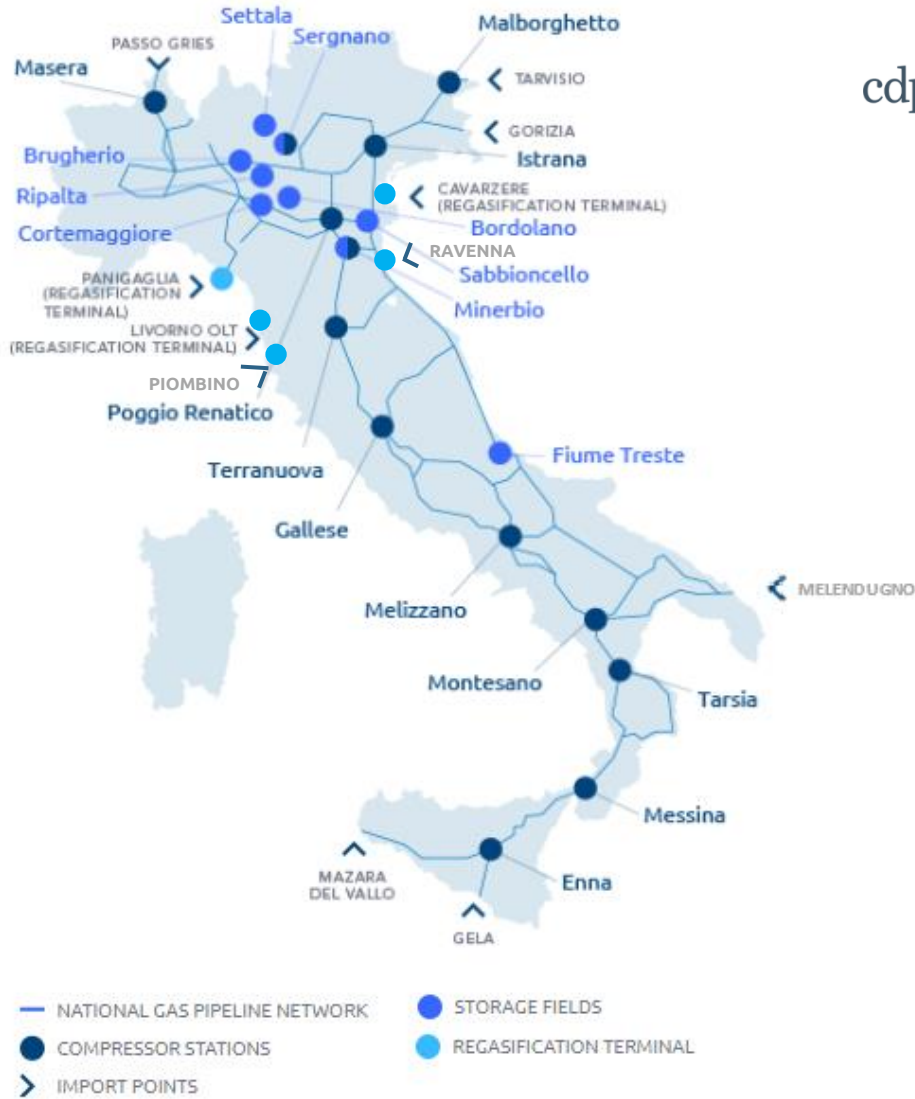 Settala
Sergnano
Malborghetto
PASSO GRIES
Masera
TARVISIO
cdp
GORIZIA
Istrana
Brugherio
Ripalta
CAVARZERE
(REGASIFICATION TERMINAL)
Cortemaggiore
Bordolano
RAVENNA
Sabbioncello
PANIGAGLIA
(REGASIFICATION
TERMINAL)
Minerbio
LIVORNO OLT
(REGASIFICATION TERMINAL)
PIOMBINO
Poggio Renatico
Terranuova
Fiume Treste
Gallese
Melizzano
MELENDUGNO
Montesano
Tarsia
Messina
Enna
MAZARA
DEL VALLO
GELA
NATIONAL GAS PIPELINE NETWORK
STORAGE FIELDS
COMPRESSOR STATIONS
REGASIFICATION TERMINAL
IMPORT POINTS